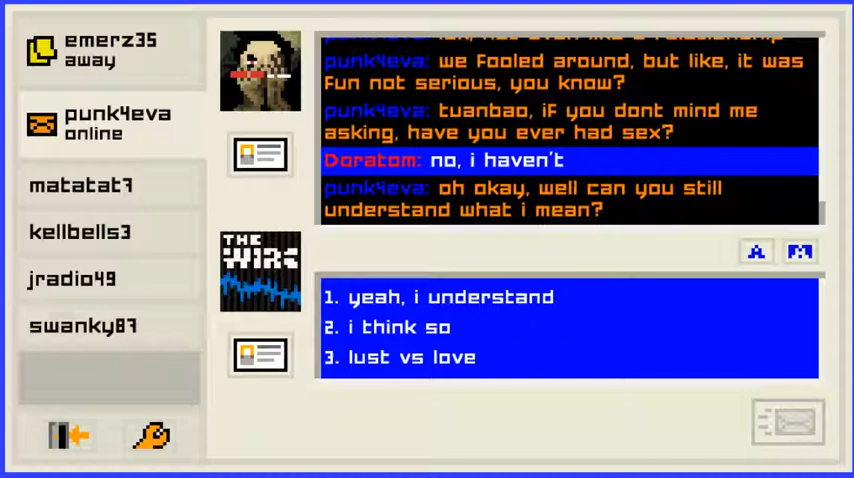 emerz35
away
punk4eva
online
matatat7
kellbells3
jradio49
swanky87
punk4eva: we Fooled around, but like, it was
Fun not serious, you know?
punk4eva: tuanbao, iF you dont mind me
asking, have you ever had sex?
Doratom: no, i haven't
punk4eva: oh okay, well can you still
understand what i mean?
THE
WIRE
A
1. yeah, i understand
2. i think so
3. lust vs love